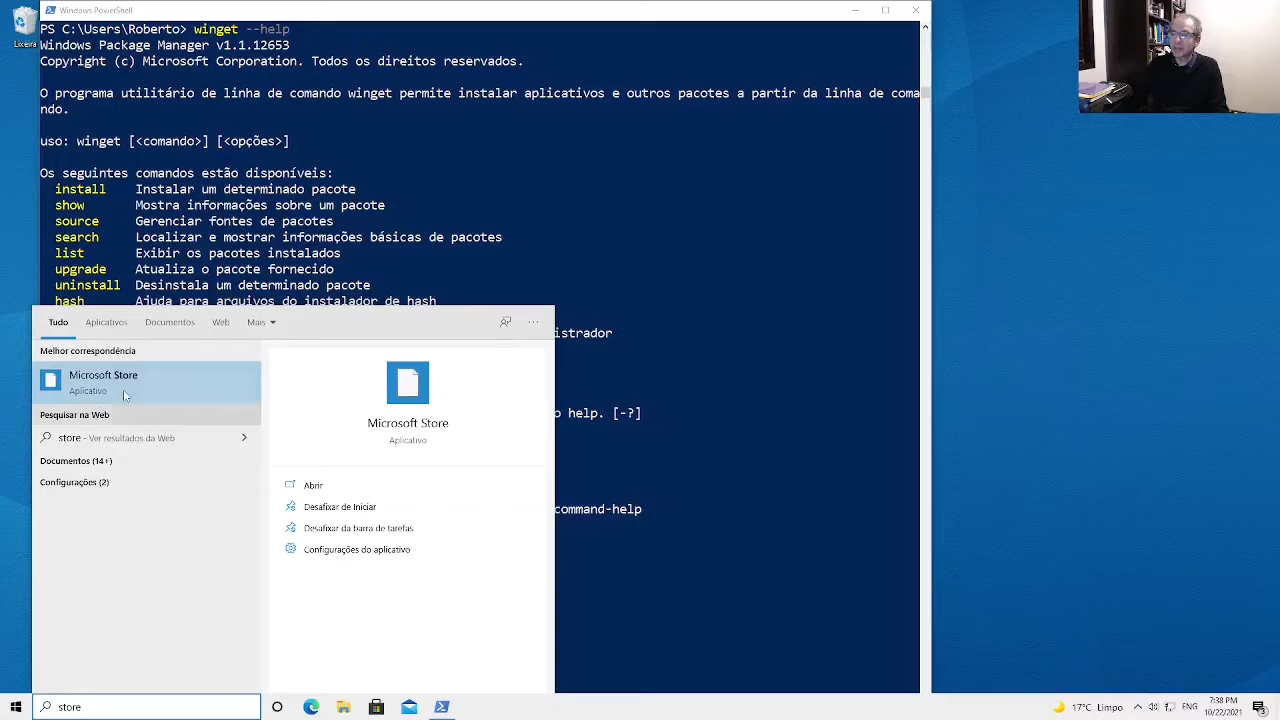 Windows PowerShell
Lixeira
PS C:\Users\Roberto> winget --help
Windows Package Manager v1.1.12653
Copyright (c) Microsoft Corporation. Todos os direitos reservados.
O programa utilitário de linha de comando winget permite instalar aplicativos e outros pacotes a partir da linha de coma
ndo.
uso: winget [<comando>] [<opções>]
Os seguintes comandos estão disponíveis:
install Instalar um determinado pacote
show Mostra informações sobre um pacote
source Gerenciar fontes de pacotes
search Localizar e mostrar informações básicas de pacotes
list Exibir os pacotes instalados
upgrade Atualiza o pacote fornecido
uninstall Desinstala um determinado pacote
hash Ajuda para arquivos do instalador de hash
istrador
o help. [-?]
command-help
Tudo Aplicativos Documentos Web Mais
Melhor correspondência
Microsoft Store
Aplicativo
Pesquisar na Web
store - Ver resultados da Web
Documentos (14+)
Configurações (2)
Microsoft Store
Aplicativo
Abrir
Desafixar de Iniciar
Desafixar da barra de tarefas
Configurações do aplicativo
store
17°C Limpo
ENG
7:38 PM
10/22/2021
3